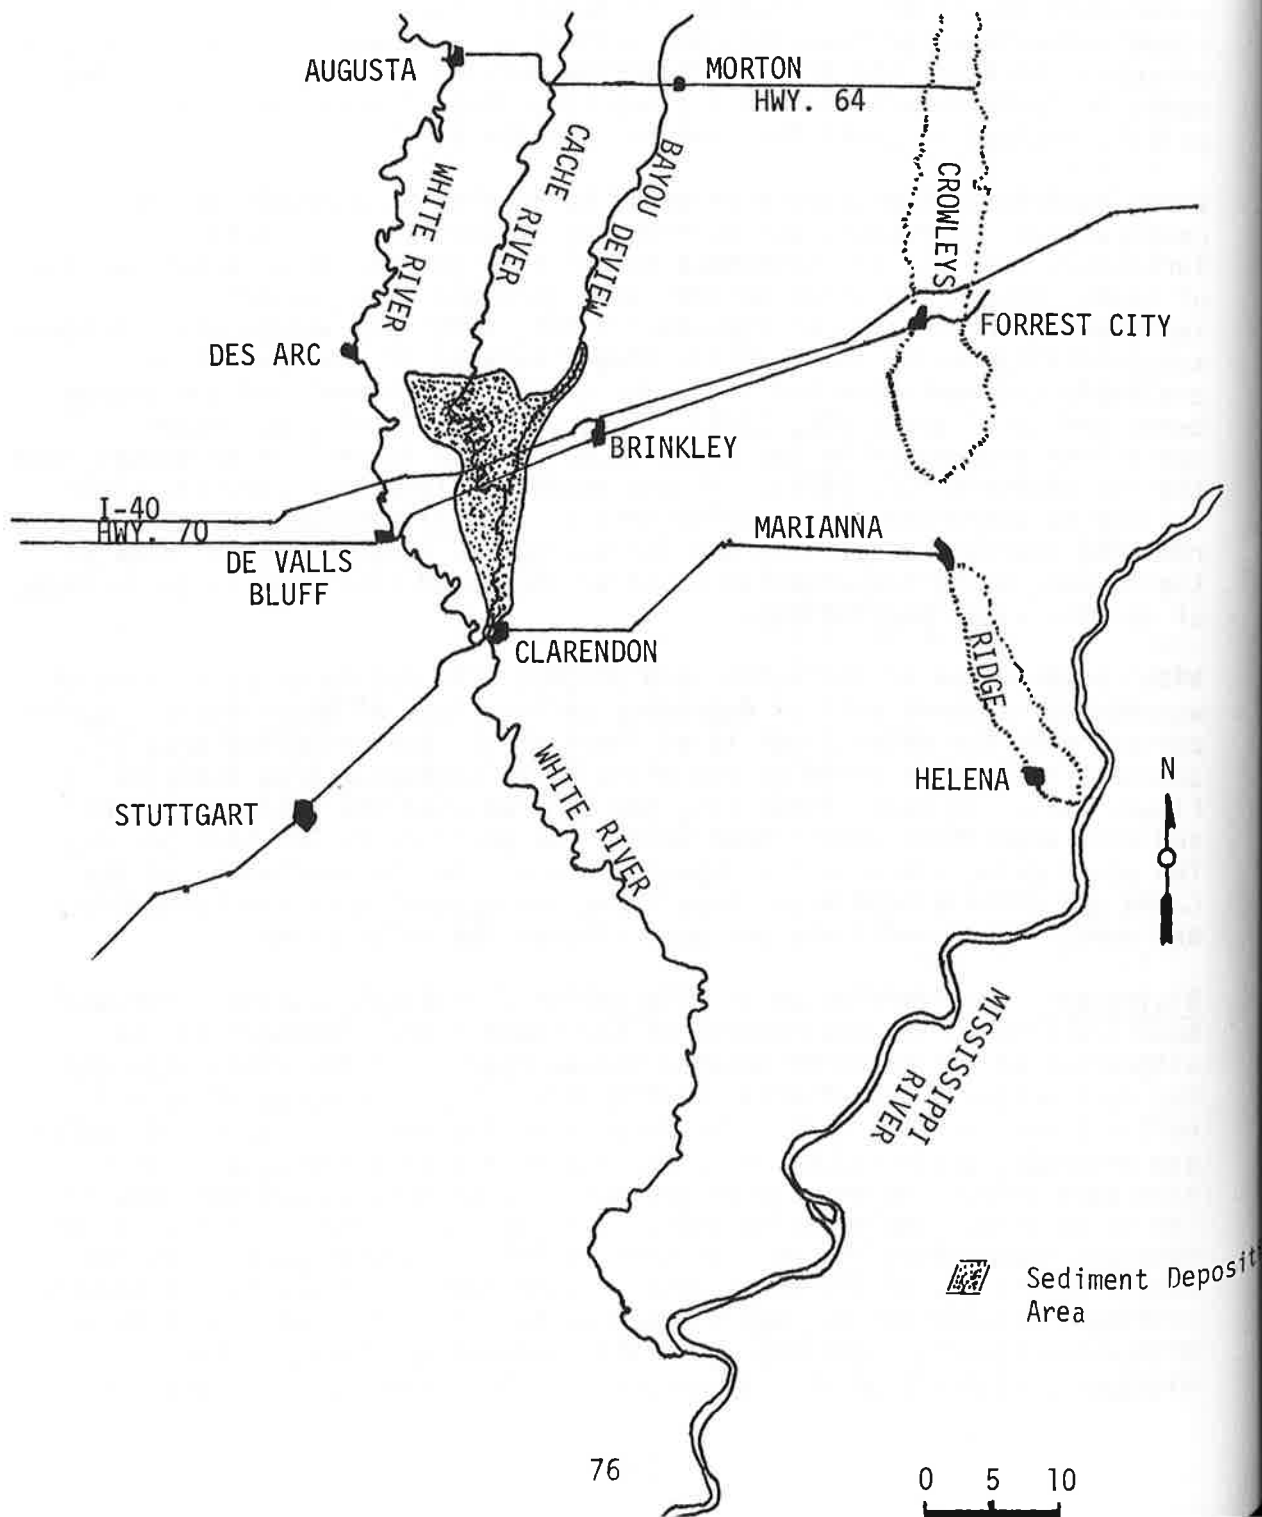 AUGUSTA
MORTON
HWY. 64
WHITE RIVER
CACHE RIVER
BAYOU DEVIEW
CROWLEYS
DES ARC
FORREST CITY
BRINKLEY
I-40
HWY. 70
DE VALLS
BLUFF
MARIANNA
CLARENDON
RIDGE
WHITE RIVER
HELENA
N
STUTTGART
MISSISSIPPI
RIVER
Sediment Depositi
Area
76
0 5 10